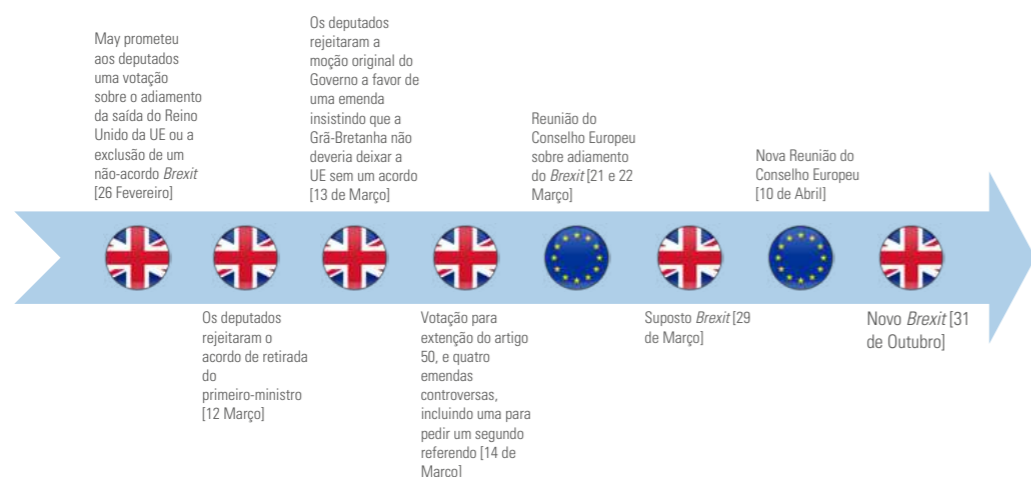 May prometeu
aos deputados
uma votação
sobre o adiamento
da saída do Reino
Unido da UE ou a
exclusão de um
não-acordo Brexit
[26 Fevereiro]
Os deputados
rejeitaram o
acordo de retirada
do
primeiro-ministro
[12 Março]
Os deputados
rejeitaram a
moção original do
Governo a favor de
uma emenda
insistindo que a
Grã-Bretanha não
deveria deixar a
UE sem um acordo
[13 de Março]
Votação para
extenção do artigo
50, e quatro
emendas
controversas,
incluindo uma para
pedir um segundo
referendo [14 de
Março]
Reunião do
Conselho Europeu
sobre adiamento
do Brexit [21 e 22
Março]
Suposto Brexit [29
de Março]
Nova Reunião do
Conselho Europeu
[10 de Abril]
Novo Brexit [31
de Outubro]